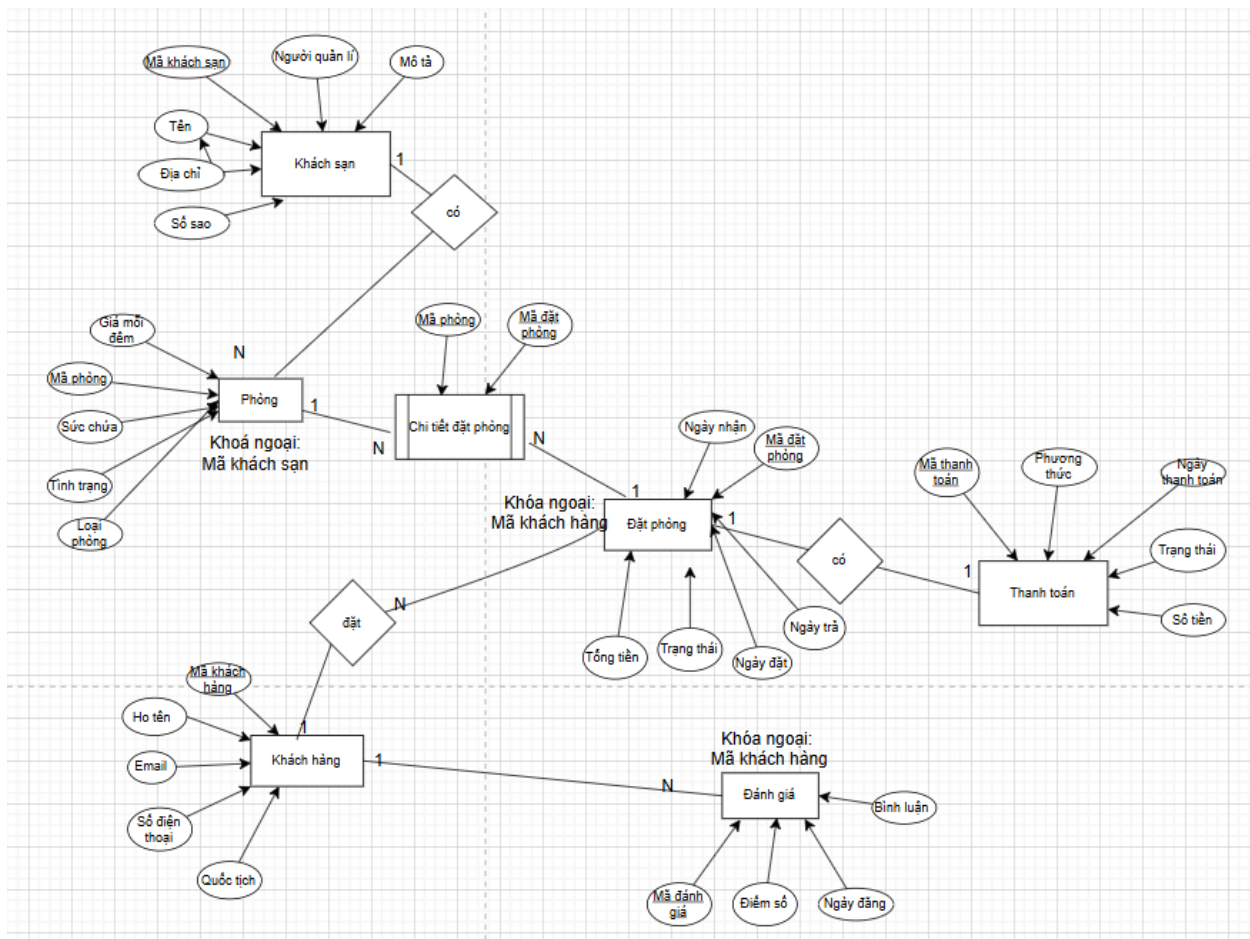 Mã khách sạn
Người quản lí
Mô tả
Tên
Khách sạn
1
Địa chỉ
Số sao
có
Giá mỗi
đêm
N
Mã phòng
Mã đặt
phòng
Mã phòng
Phòng
1
Sức chứa
Chi tiết đặt phòng
N
N
Khoá ngoại:
Mã khách sạn
Tình trạng
Loại
phòng
Ngày nhận
Mã đặt
phòng
Khóa ngoại:
Mã khách hàng
1
Đặt phòng
1
Mã thanh
toán
Phương
thức
Ngày
thanh toán
có
Trạng thái
1
Thanh toán
Số tiền
N
đặt
Tổng tiền
Trạng thái
Ngày đặt
Ngày trả
Mã khách
hàng
Ho tên
1
Khách hàng
1
Email
Số điện
thoại
Quốc tịch
Khóa ngoại:
Mã khách hàng
N
Đánh giá
Bình luận
Mã đánh
giá
Điểm số
Ngày đăng